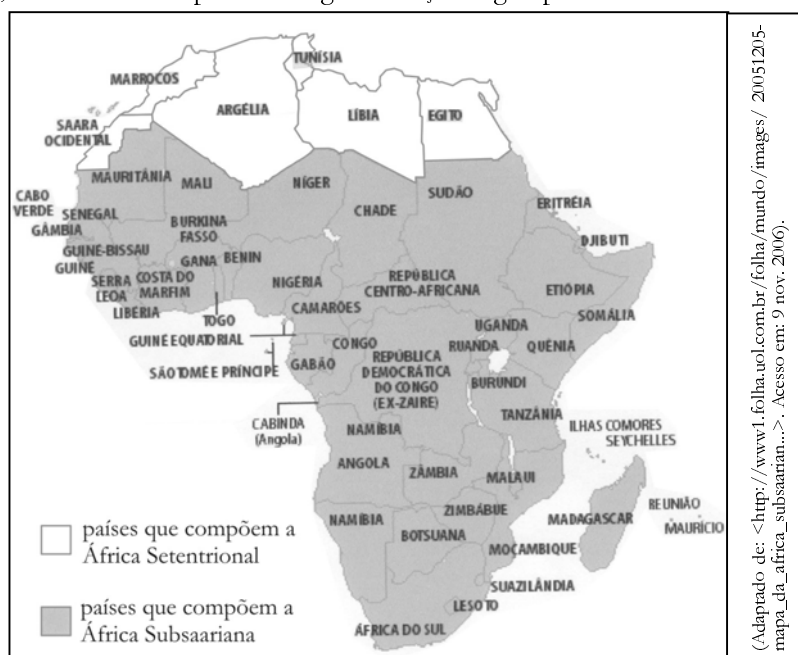 MARROCOS
TUNÍSIA
ARGÉLIA
LÍBIA
EGITO
SAARA
OCIDENTAL
MAURITÂNIA
MALI
NÍGER
CHADE
SUDÃO
ERITRÉIA
DJIBUTI
CABO
VERDE
SENEGAL
GÂMBIA
BURKINA
FASSO
GUINÉ-BISSAU
GUINÉ
GANA
BENIN
SERRA
LEOA
COSTA DO
MARFIM
LIBÉRIA
TOGO
NIGÉRIA
REPÚBLICA
CENTRO-AFRICANA
CAMARÕES
ETIÓPIA
SOMÁLIA
GUINÉ EQUATORIAL
SÃO TOMÉ E PRÍNCIPE
GABÃO
CONGO
UGANDA
RUANDA
QUÊNIA
REPÚBLICA
DEMOCRÁTICA
DO CONGO
(EX-ZAIRE)
BURUNDI
TANZÂNIA
CABINDA
(Angola)
NAMÍBIA
ILHAS COMORES
SEYCHELLES
ANGOLA
ZÂMBIA
MALAUI
NAMÍBIA
ZIMBÁBUE
BOTSUANA
MADAGASCAR
REUNIÃO
MAURÍCIO
MOÇAMBIQUE
SUAZILÂNDIA
LESOTO
ÁFRICA DO SUL
países que compõem a
África Setentrional
países que compõem a
África Subsaariana
(Adaptado de: <http://www1.folha.uol.com.br/folha/mundo/images/ 20051205-
mapa_da_africa_subsaarian...>. Acesso em: 9 nov. 2006).